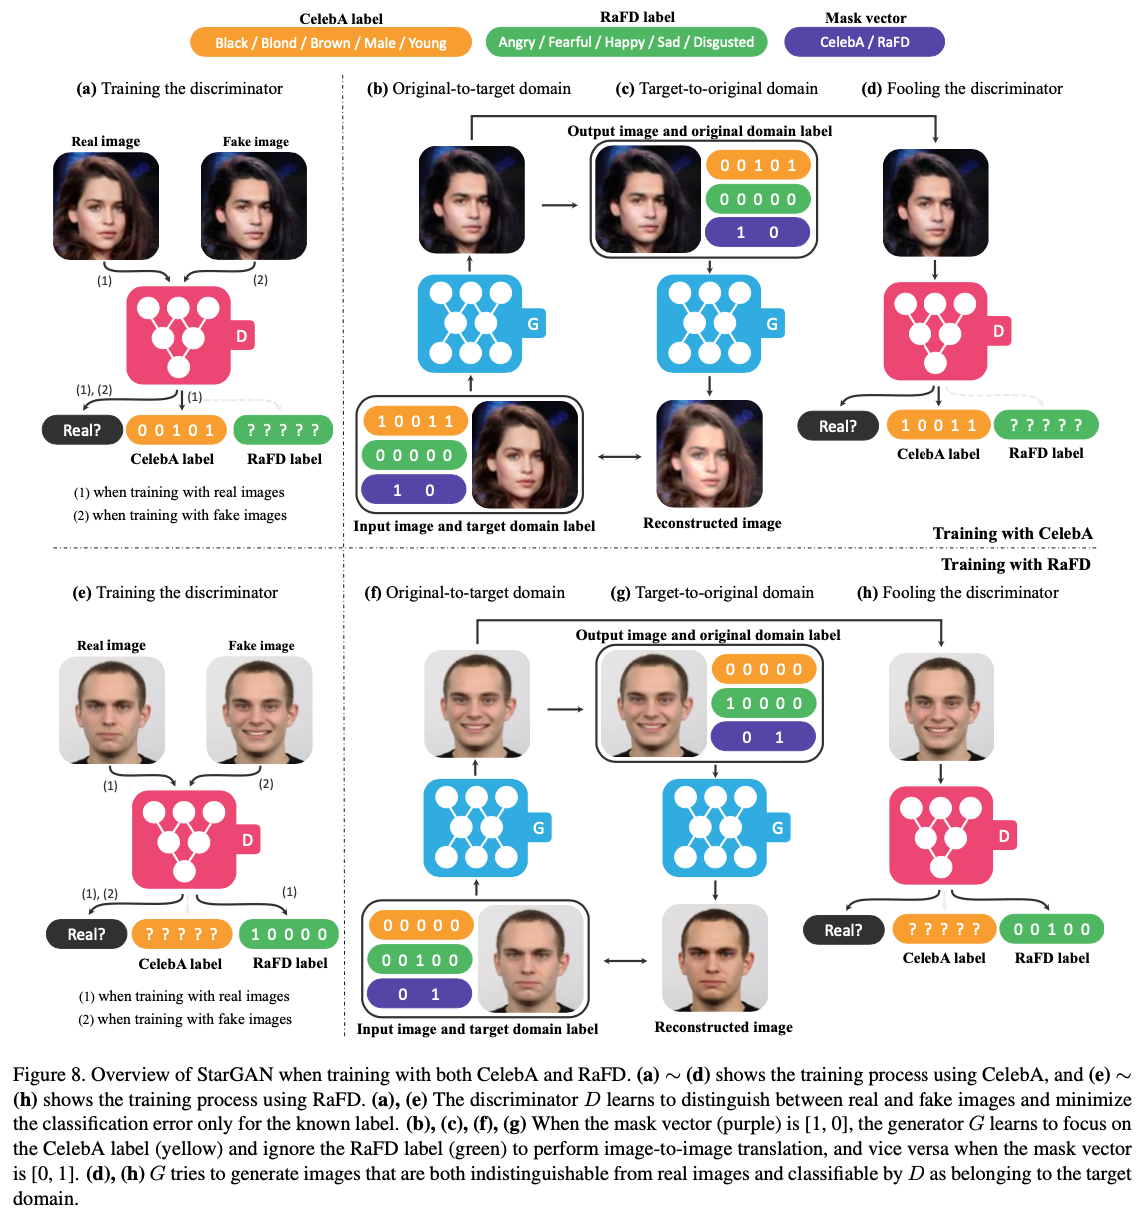 CelebA label
RaFD label
Mask vector
Black / Blond / Brown / Male / Young
Angry / Fearful / Happy / Sad / Disgusted
CelebA / RaFD
(a) Training the discriminator
(b) Original-to-target domain
(c) Target-to-original domain
(d) Fooling the discriminator
Real image
Fake image
(1)
(2)
D
(1), (2)
(1)
Real?
0 0 1 0 1
? ? ? ? ?
CelebA label
RaFD label
(1) when training with real images
(2) when training with fake images
Output image and original domain label
0 0 1 0 1
0 0 0 0 0
1 0
G
G
1 0 0 1 1
0 0 0 0 0
1 0
Input image and target domain label
Reconstructed image
D
Real?
1 0 0 1 1
? ? ? ? ?
CelebA label
RaFD label
Training with CelebA
Training with RaFD
(e) Training the discriminator
(f) Original-to-target domain
(g) Target-to-original domain
(h) Fooling the discriminator
Real image
Fake image
(1)
(2)
D
(1), (2)
(1)
Real?
? ? ? ? ?
1 0 0 0 0
CelebA label
RaFD label
(1) when training with real images
(2) when training with fake images
Output image and original domain label
0 0 0 0 0
1 0 0 0 0
0 1
G
G
0 0 0 0 0
0 0 1 0 0
0 1
Input image and target domain label
Reconstructed image
D
Real?
? ? ? ? ?
0 0 1 0 0
CelebA label
RaFD label
Figure 8. Overview of StarGAN when training with both CelebA and RaFD. (a) ∼ (d) shows the training process using CelebA, and (e) ∼
(h) shows the training process using RaFD. (a), (e) The discriminator D learns to distinguish between real and fake images and minimize
the classification error only for the known label. (b), (c), (f), (g) When the mask vector (purple) is [1, 0], the generator G learns to focus on
the CelebA label (yellow) and ignore the RaFD label (green) to perform image-to-image translation, and vice versa when the mask vector
is [0, 1]. (d), (h) G tries to generate images that are both indistinguishable from real images and classifiable by D as belonging to the target
domain.